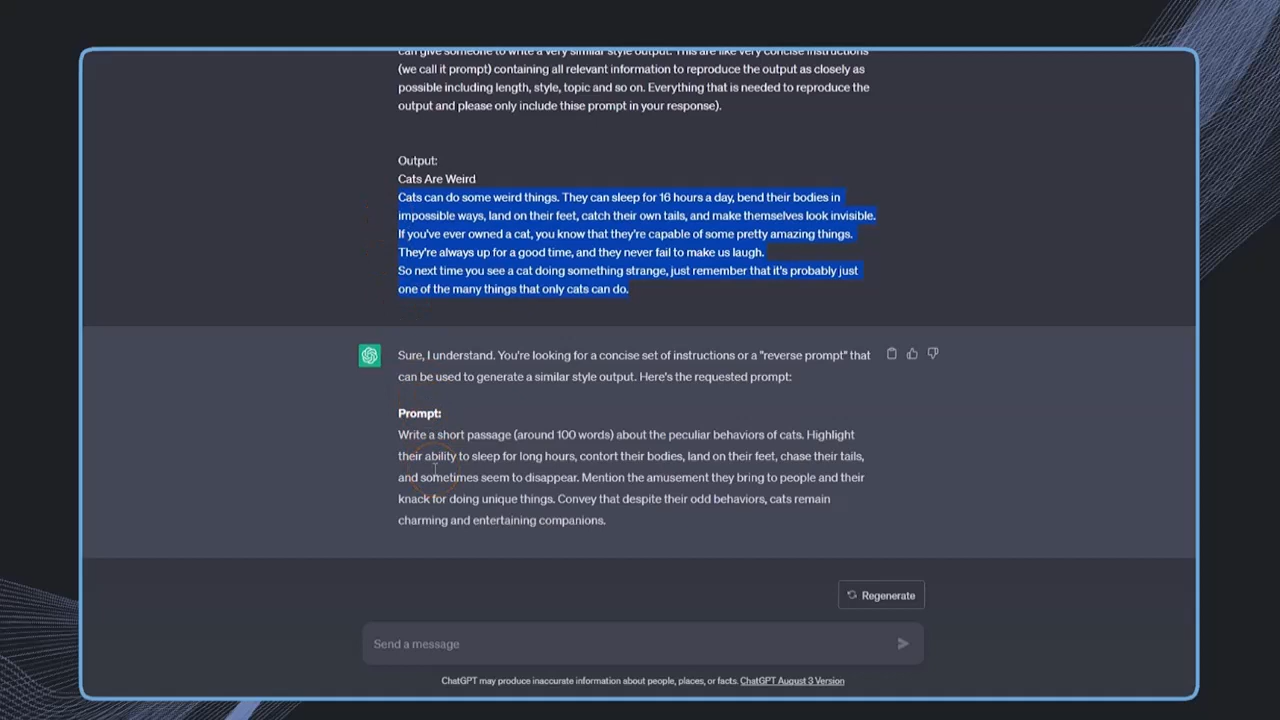 can give someone to write a very similar style output. This are like very concise instructions
(we call it prompt) containing all relevant information to reproduce the output as closely as
possible including length, style, topic and so on. Everything that is needed to reproduce the
output and please only include thise prompt in your response).
Output:
Cats Are Weird
Cats can do some weird things. They can sleep for 16 hours a day, bend their bodies in
impossible ways, land on their feet, catch their own tails, and make themselves look invisible.
If you've ever owned a cat, you know that they're capable of some pretty amazing things.
They're always up for a good time, and they never fail to make us laugh.
So next time you see a cat doing something strange, just remember that it's probably just
one of the many things that only cats can do.
Sure, I understand. You're looking for a concise set of instructions or a "reverse prompt" that
can be used to generate a similar style output. Here's the requested prompt:
Prompt:
Write a short passage (around 100 words) about the peculiar behaviors of cats. Highlight
their ability to sleep for long hours, contort their bodies, land on their feet, chase their tails,
and sometimes seem to disappear. Mention the amusement they bring to people and their
knack for doing unique things. Convey that despite their odd behaviors, cats remain
charming and entertaining companions.
Regenerate
Send a message
ChatGPT may produce inaccurate information about people, places, or facts. ChatGPT August 3 Version